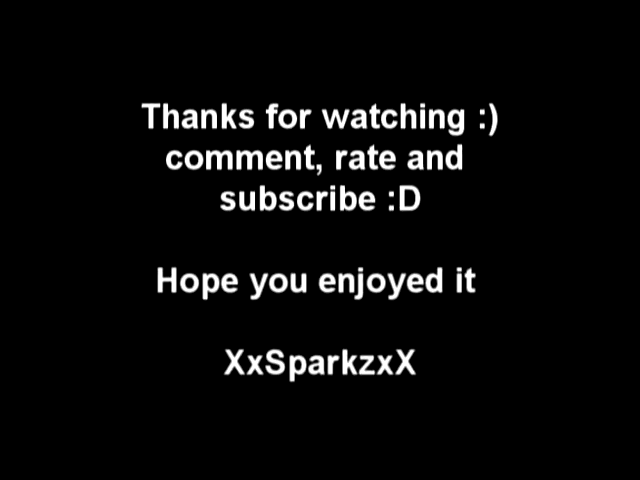 Thanks for watching :)
comment, rate and
subscribe :D
Hope you enjoyed it
XxSparkzxX